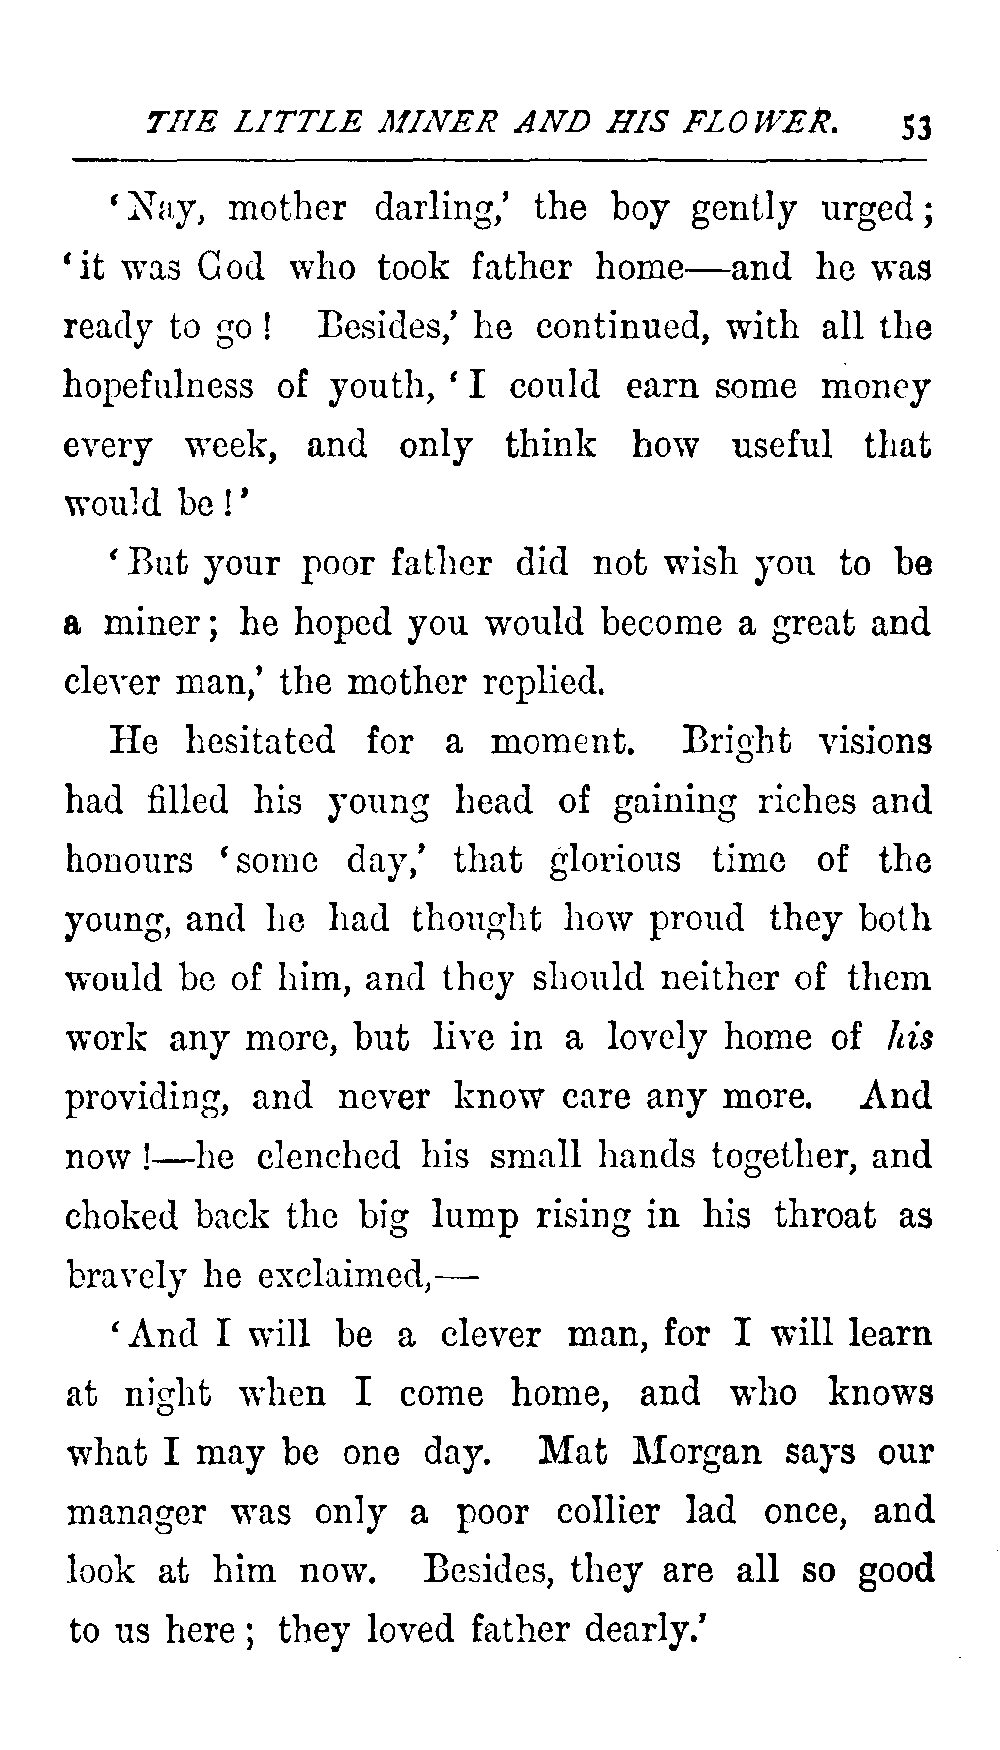 THE LITTLE MINER AND HIS FLOWER. 53
‘Nay, mother darling,’ the boy gently urged;
‘it was God who took father home—and he was
ready to go! Besides,’ he continued, with all the
hopefulness of youth, ‘I could earn some money
every week, and only think how useful that
would be!’
‘But your poor father did not wish you to be
a miner; he hoped you would become a great and
clever man,’ the mother replied.
He hesitated for a moment. Bright visions
had filled his young head of gaining riches and
honours ‘some day,’ that glorious time of the
young, and he had thought how proud they both
would be of him, and they should neither of them
work any more, but live in a lovely home of his
providing, and never know care any more. And
now!—he clenched his small hands together, and
choked back the big lump rising in his throat as
bravely he exclaimed,—
‘And I will be a clever man, for I will learn
at night when I come home, and who knows
what I may be one day. Mat Morgan says our
manager was only a poor collier lad once, and
look at him now. Besides, they are all so good
to us here; they loved father dearly.’